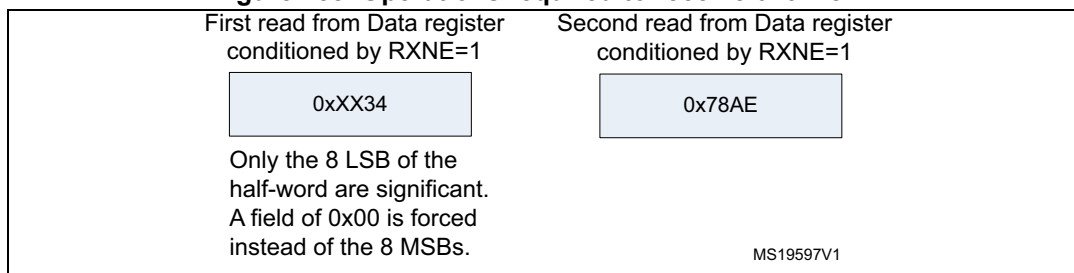 First read from Data register
conditioned by RXNE=1
0xXX34
Only the 8 LSB of the
half-word are significant.
A field of 0x00 is forced
instead of the 8 MSBs.
Second read from Data register
conditioned by RXNE=1
0x78AE
MS19597V1